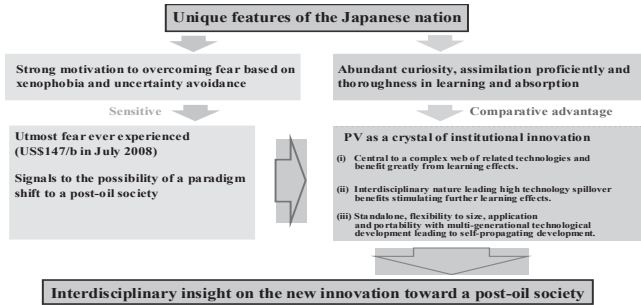 Unique features of the Japanese nation
Strong motivation to overcoming fear based on
xenophobia and uncertainty avoidance
Abundant curiosity, assimilation proficiently and
thoroughness in learning and absorption
Sensitive
Comparative advantage
Utmost fear ever experienced
(US$147/b in July 2008)
Signals to the possibility of a paradigm
shift to a post-oil society
PV as a crystal of institutional innovation
(i) Central to a complex web of related technologies and
benefit greatly from learning effects.
(ii) Interdisciplinary nature leading high technology spillover
benefits stimulating further learning effects.
(iii) Standalone, flexibility to size, application
and portability with multi-generational technological
development leading to self-propagating development.
Interdisciplinary insight on the new innovation toward a post-oil society